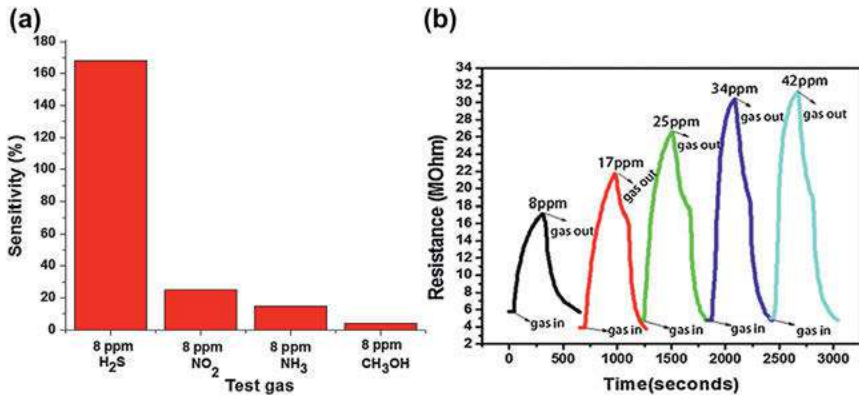 (a)
180
160
140
120
100
80
60
40
20
0
Sensitivity (%)
8 ppm 8 ppm 8 ppm 8 ppm
H₂S NO₂ NH₃ CH₃OH
Test gas
(b)
34
32
30
28
26
24
22
20
18
16
14
12
10
8
6
4
2
Resistance (MOhm)
8ppm
gas out
gas in
17ppm
gas out
gas in
25ppm
gas out
gas in
34ppm
gas out
gas in
42ppm
gas out
gas in
0 500 1000 1500 2000 2500 3000
Time(seconds)